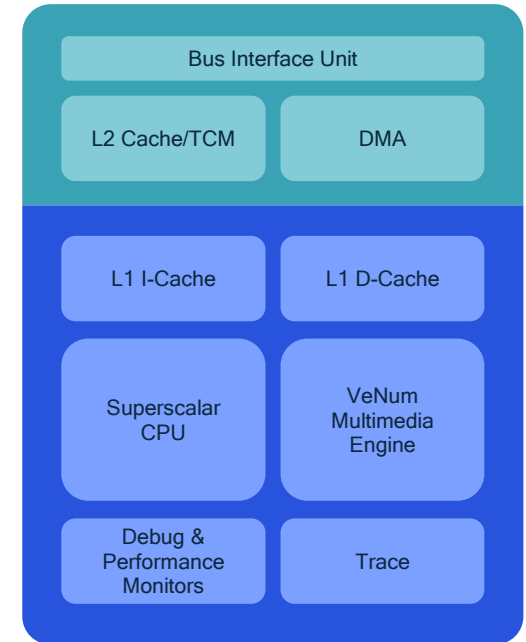 Bus Interface Unit
L2 Cache/TCM
DMA
L1 I-Cache
L1 D-Cache
Superscalar
CPU
VeNum
Multimedia
Engine
Debug &
Performance
Monitors
Trace